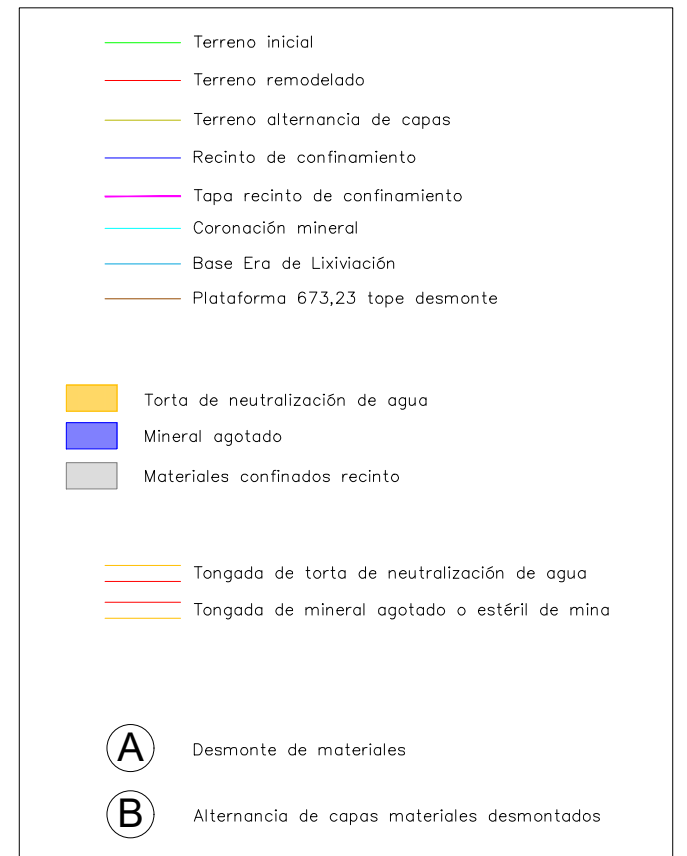 Terreno inicial
Terreno remodelado
Terreno alternancia de capas
Recinto de confinamiento
Tapa recinto de confinamiento
Coronación mineral
Base Era de Lixiviación
Plataforma 673,23 tope desmonte
Torta de neutralización de agua
Mineral agotado
Materiales confinados recinto
Tongada de torta de neutralización de agua
Tongada de mineral agotado o estéril de mina
A Desmonte de materiales
B Alternancia de capas materiales desmontados